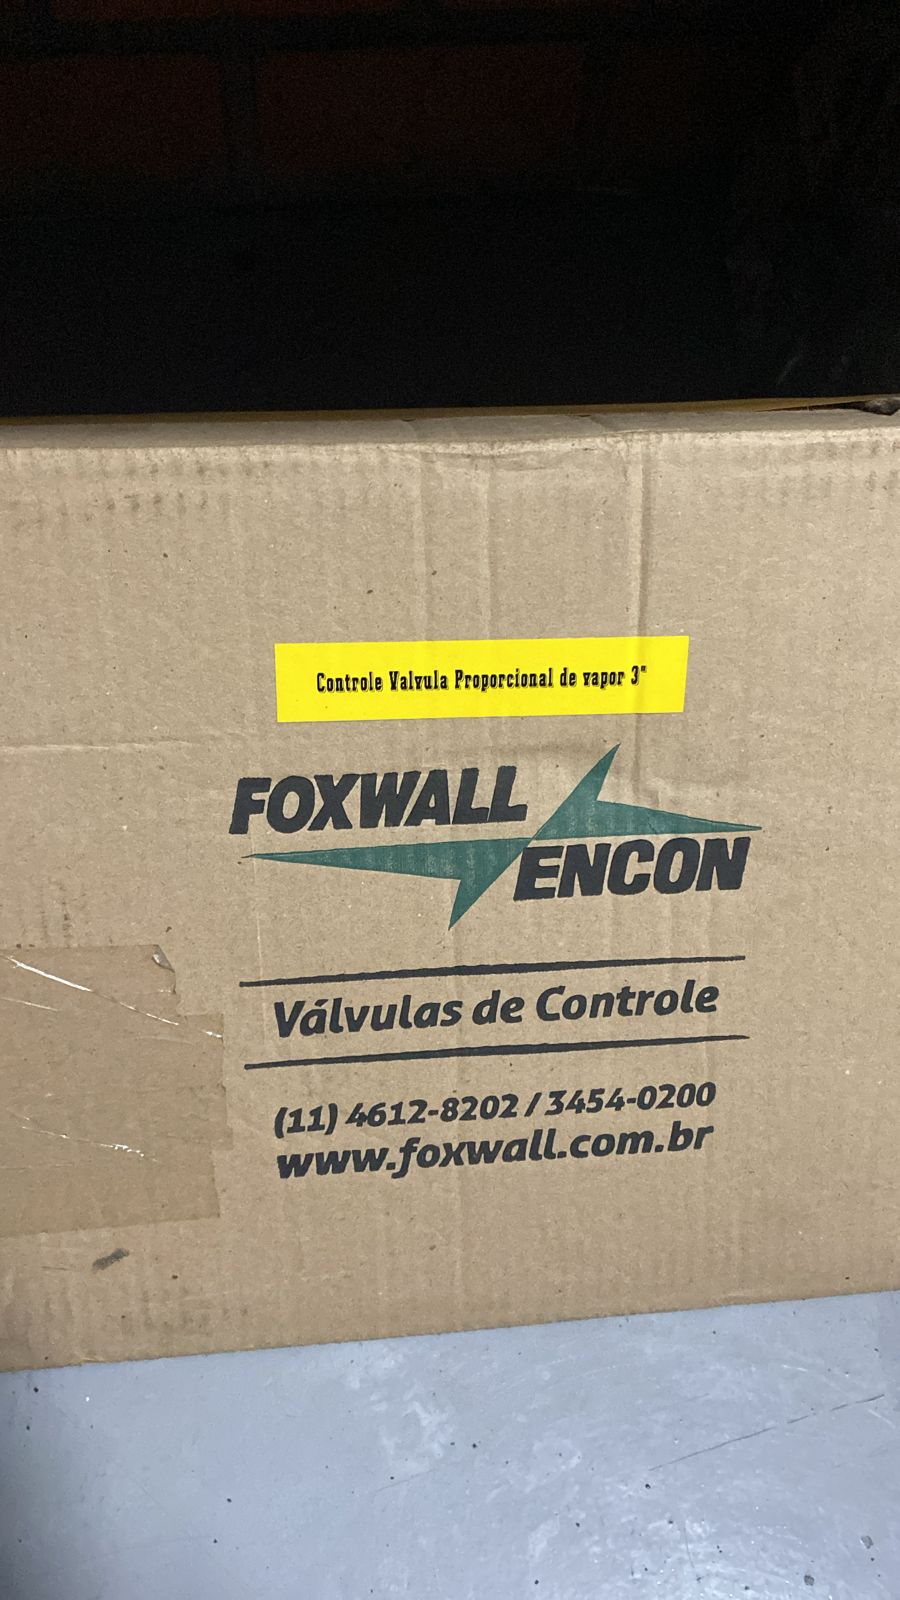 Controle Valvula Proporcional de vapor 3"
FOXWALL
ENCON
Válvulas de Controle
(11) 4612-8202 / 3454-0200
www.foxwall.com.br